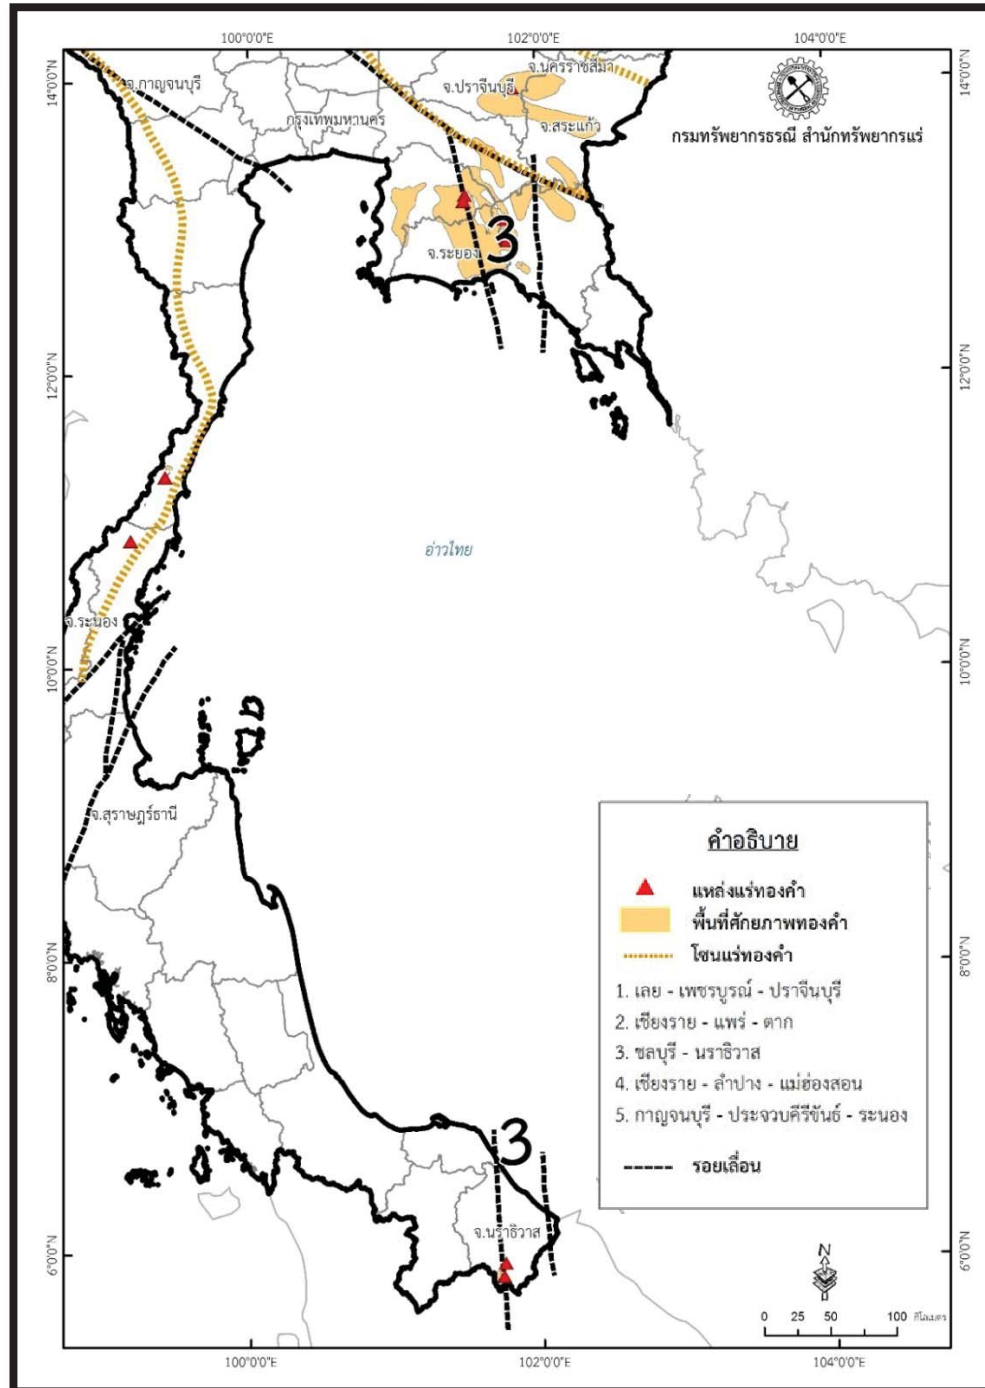 100°0'0"E
102°0'0"E
104°0'0"E
14°0'0"N
14°0'0"N
จ.กาญจนบุรี
กรุงเทพมหานคร
จ.นครราชสีมา
จ.ปราจีนบุรี
จ.สระแก้ว
กรมทรัพยากรธรณี สำนักทรัพยากรแร่
3
จ.ระยอง
12°0'0"N
12°0'0"N
อ่าวไทย
จ.ระนอง
10°0'0"N
10°0'0"N
จ.สุราษฎร์ธานี
คำอธิบาย
แหล่งแร่ทองคำ
พื้นที่ศักยภาพทองคำ
โซนแร่ทองคำ
1. เลย - เพชรบูรณ์ - ปราจีนบุรี
2. เชียงราย - แพร่ - ตาก
3. ชลบุรี - นราธิวาส
4. เชียงราย - ลำปาง - แม่ฮ่องสอน
5. กาญจนบุรี - ประจวบคีรีขันธ์ - ระนอง
รอยเลื่อน
8°0'0"N
8°0'0"N
3
จ.นราธิวาส
6°0'0"N
6°0'0"N
N
0 25 50 100 กิโลเมตร
100°0'0"E
102°0'0"E
104°0'0"E